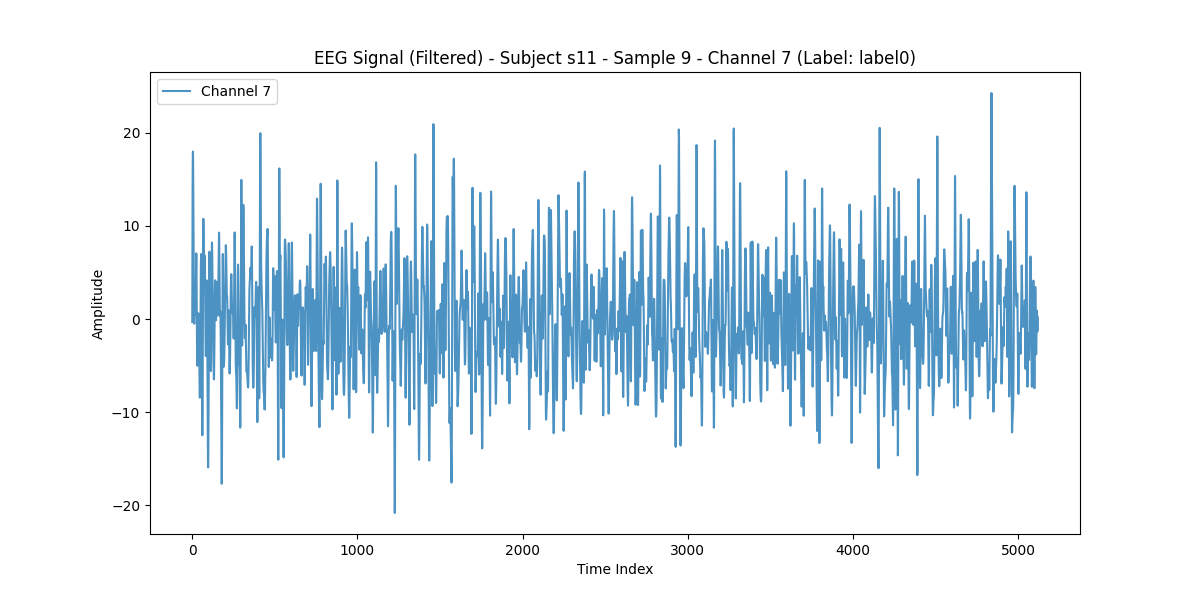 EEG Signal (Filtered) - Subject s11 - Sample 9 - Channel 7 (Label: label0)
Channel 7
Amplitude
20
10
0
−10
−20
0 1000 2000 3000 4000 5000
Time Index